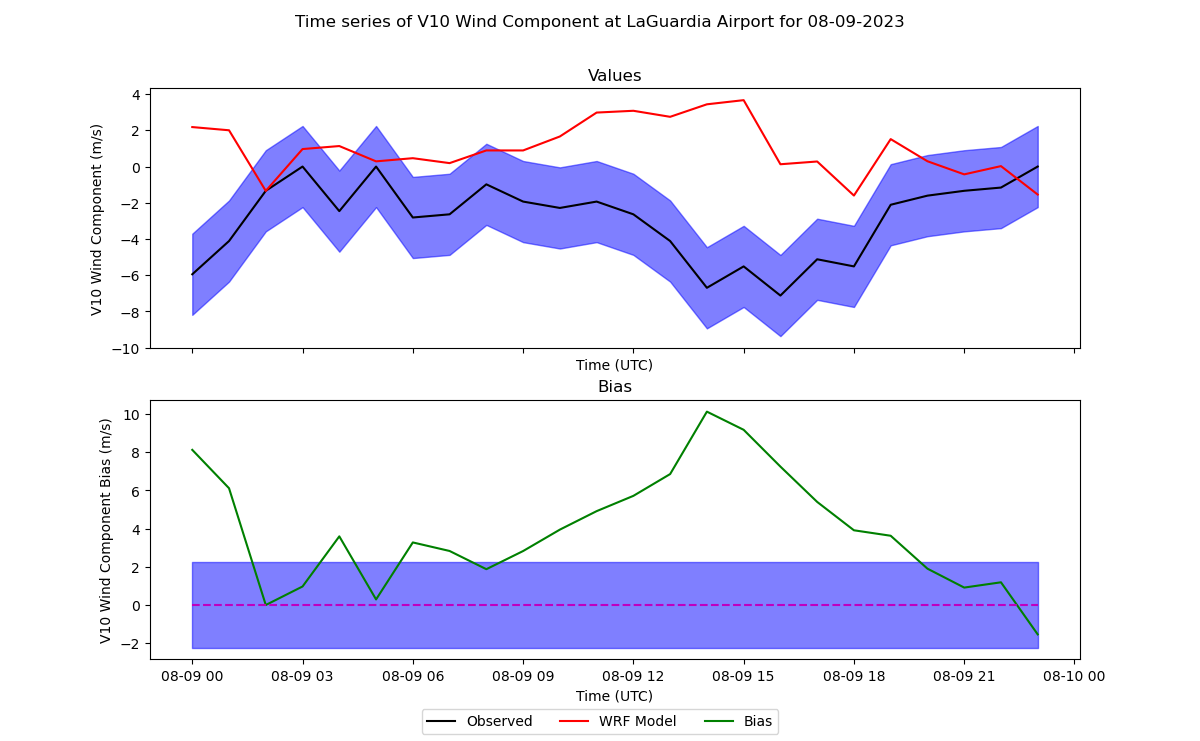 Time series of V10 Wind Component at LaGuardia Airport for 08-09-2023
Values
V10 Wind Component (m/s)
4
2
0
−2
−4
−6
−8
−10
Time (UTC)
Bias
V10 Wind Component Bias (m/s)
10
8
6
4
2
0
−2
08-09 00 08-09 03 08-09 06 08-09 09 08-09 12 08-09 15 08-09 18 08-09 21 08-10 00
Time (UTC)
Observed WRF Model Bias